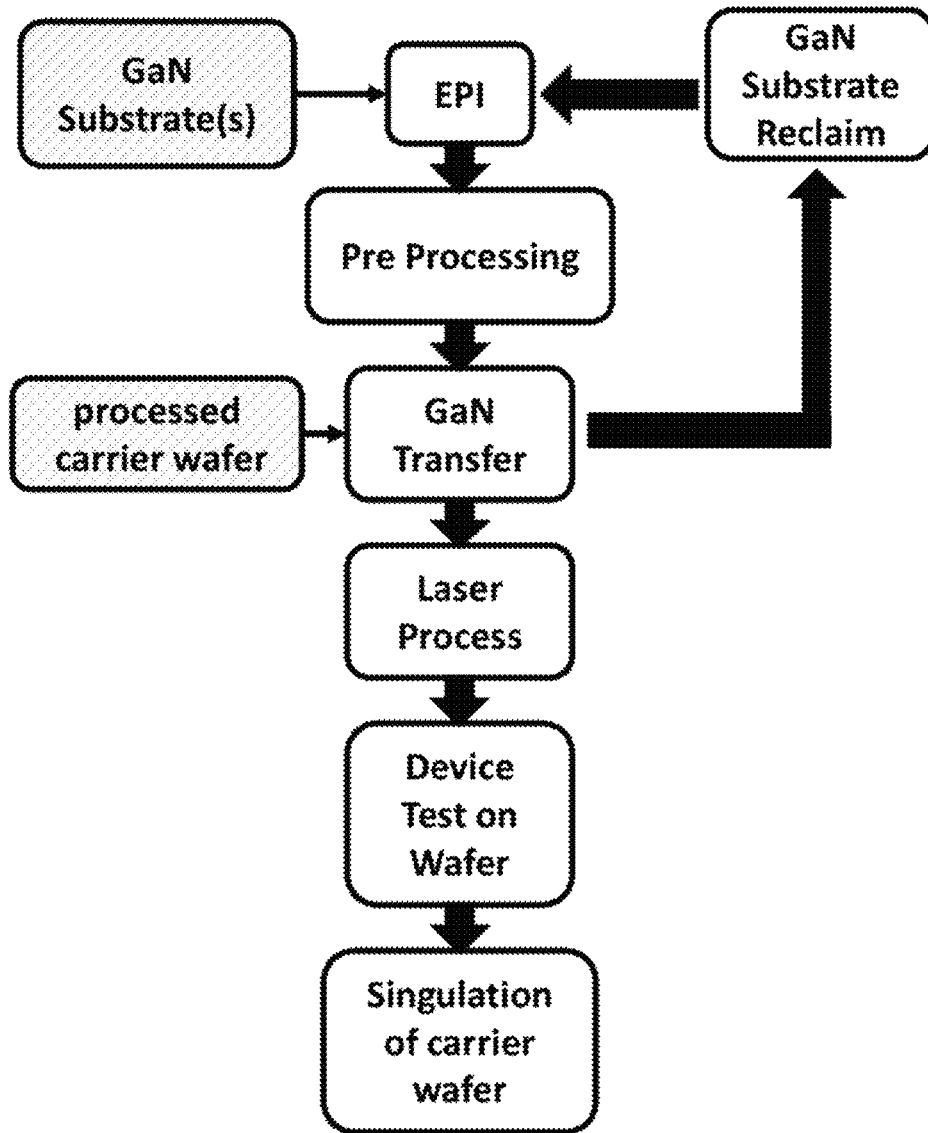 GaN
Substrate(s)
EPI
GaN
Substrate
Reclaim
Pre Processing
processed
carrier wafer
GaN
Transfer
Laser
Process
Device
Test on
Wafer
Singulation
of carrier
wafer